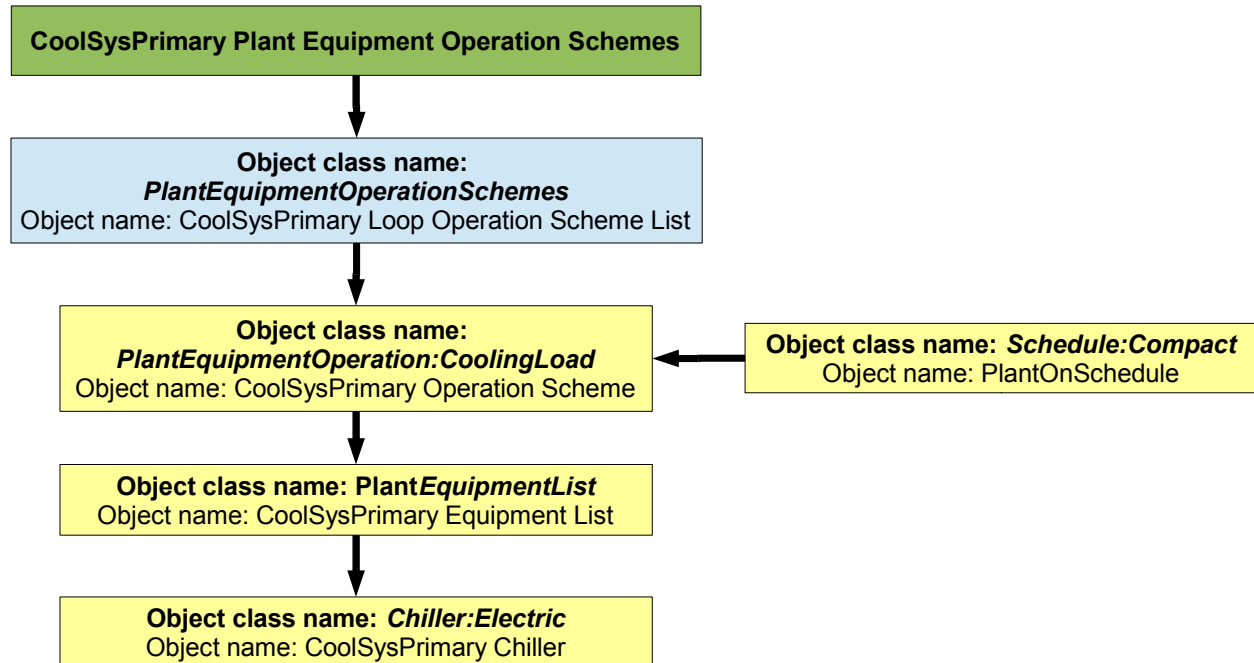 CoolSysPrimary Plant Equipment Operation Schemes
Object class name:
PlantEquipmentOperationSchemes
Object name: CoolSysPrimary Loop Operation Scheme List
Object class name:
PlantEquipmentOperation:CoolingLoad
Object name: CoolSysPrimary Operation Scheme
Object class name: Schedule:Compact
Object name: PlantOnSchedule
Object class name: PlantEquipmentList
Object name: CoolSysPrimary Equipment List
Object class name: Chiller:Electric
Object name: CoolSysPrimary Chiller